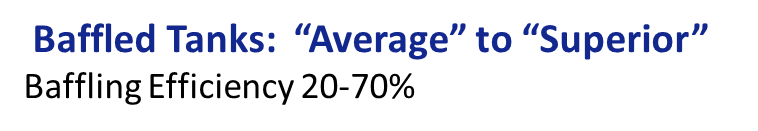 Baffled Tanks:  “Average” to “Superior”
Baffling Efficiency 20-70%